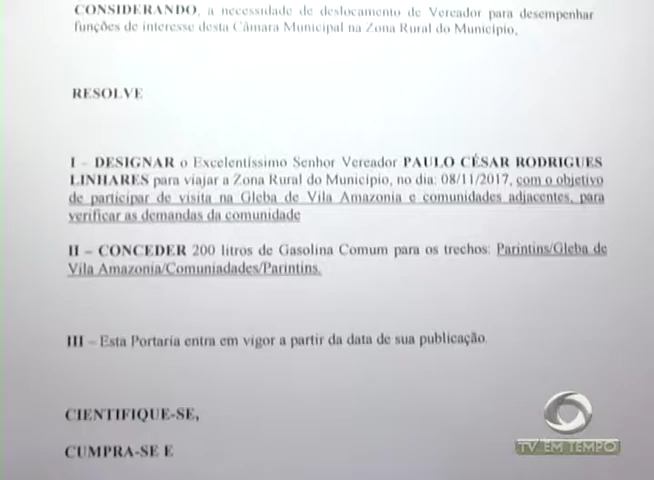 CONSIDERANDO, a necessidade de deslocamento de Vereador para desempenhar
funções de interesse desta Câmara Municipal na Zona Rural do Município,
RESOLVE
I – DESIGNAR o Excelentíssimo Senhor Vereador PAULO CÉSAR RODRIGUES
LINHARES para viajar a Zona Rural do Município, no dia: 08/11/2017, com o objetivo
de participar de visita na Gleba de Vila Amazonia e comunidades adjacentes, para
verificar as demandas da comunidade
II – CONCEDER 200 litros de Gasolina Comum para os trechos: Parintins/Gleba de
Vila Amazonia/Comuniadades/Parintins.
III – Esta Portaria entra em vigor a partir da data de sua publicação.
CIENTIFIQUE-SE,
CUMPRA-SE E
TV EM TEMPO